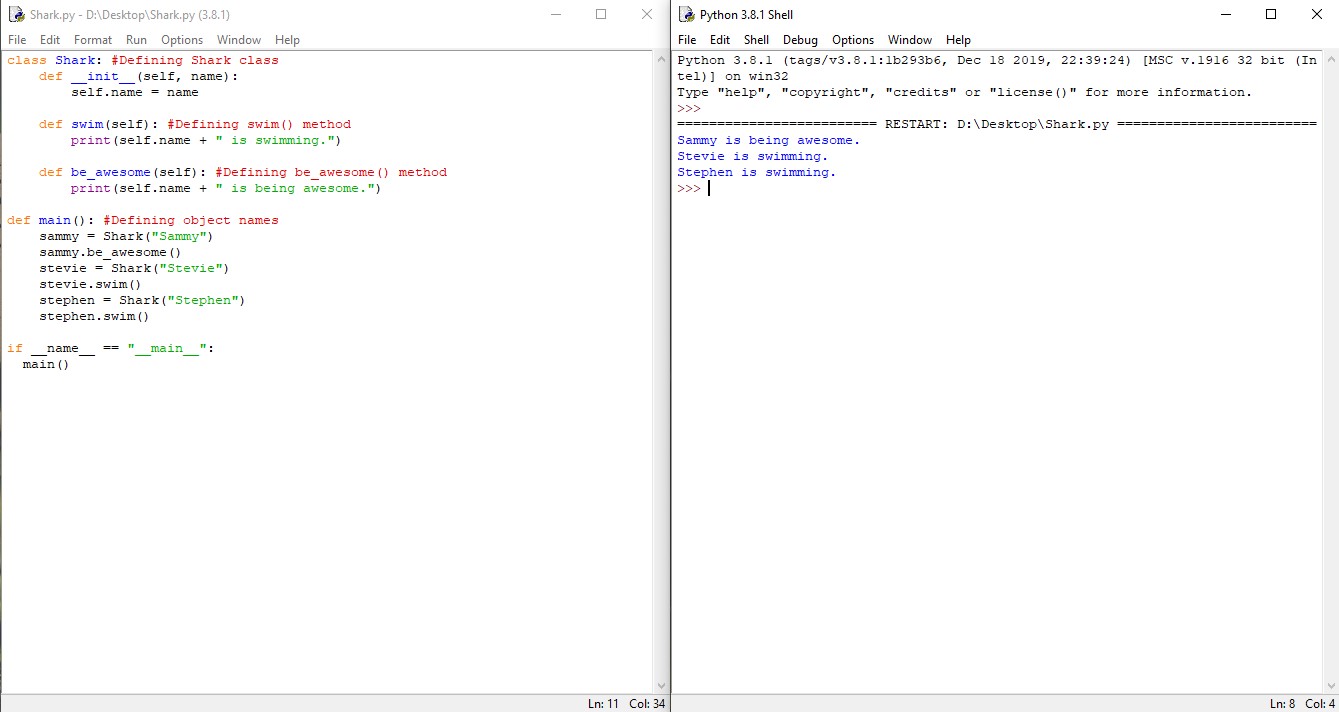 Shark.py - D:\Desktop\Shark.py (3.8.1)
File Edit Format Run Options Window Help
class Shark: #Defining Shark class
    def __init__(self, name):
        self.name = name
    def swim(self): #Defining swim() method
        print(self.name + " is swimming.")
    def be_awesome(self): #Defining be_awesome() method
        print(self.name + " is being awesome.")
def main(): #Defining object names
    sammy = Shark("Sammy")
    sammy.be_awesome()
    stevie = Shark("Stevie")
    stevie.swim()
    stephen = Shark("Stephen")
    stephen.swim()
if __name__ == "__main__":
  main()
Ln: 11 Col: 34
Python 3.8.1 Shell
File Edit Shell Debug Options Window Help
Python 3.8.1 (tags/v3.8.1:1b293b6, Dec 18 2019, 22:39:24) [MSC v.1916 32 bit (In
tel)] on win32
Type "help", "copyright", "credits" or "license()" for more information.
>>>
========================= RESTART: D:\Desktop\Shark.py =========================
Sammy is being awesome.
Stevie is swimming.
Stephen is swimming.
>>>
Ln: 8 Col: 4